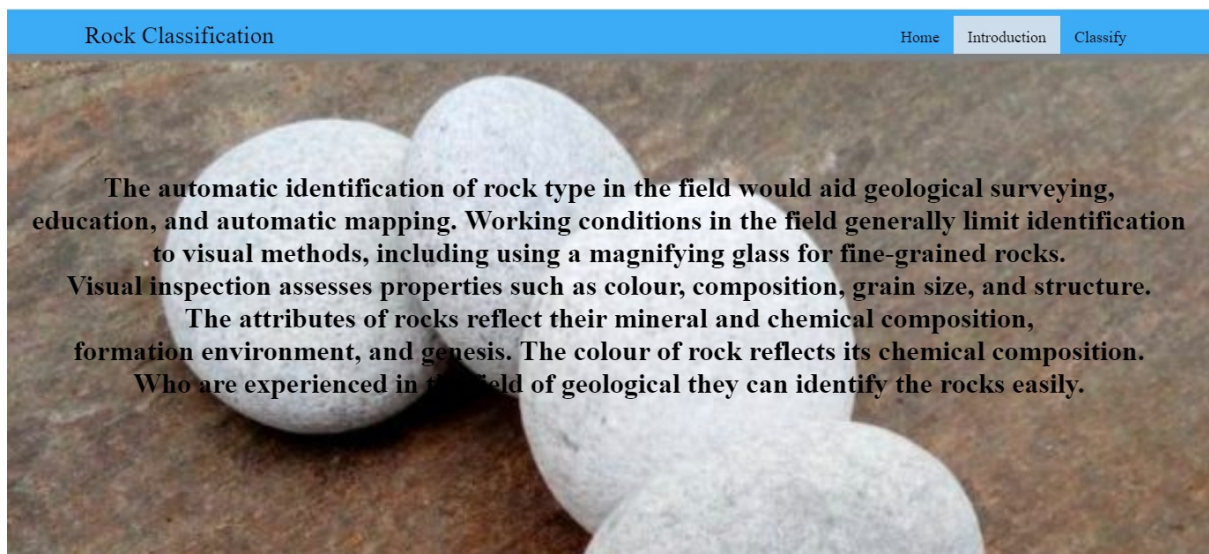 Rock Classification
Home Introduction Classify
The automatic identification of rock type in the field would aid geological surveying,
education, and automatic mapping. Working conditions in the field generally limit identification
to visual methods, including using a magnifying glass for fine-grained rocks.
Visual inspection assesses properties such as colour, composition, grain size, and structure.
The attributes of rocks reflect their mineral and chemical composition,
formation environment, and genesis. The colour of rock reflects its chemical composition.
Who are experienced in the field of geological they can identify the rocks easily.